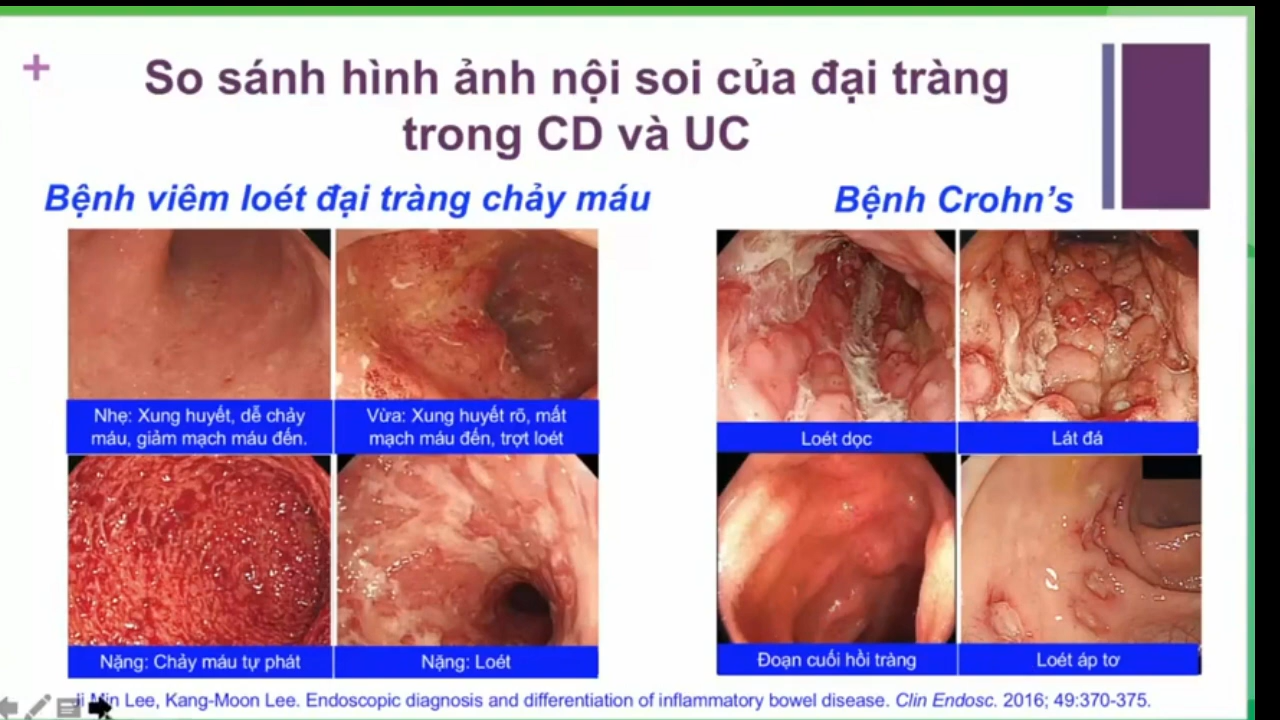 So sánh hình ảnh nội soi của đại tràng
trong CD và UC
Bệnh viêm loét đại tràng chảy máu
Bệnh Crohn's
Nhẹ: Xung huyết, dễ chảy
máu, giảm mạch máu đến.
Vừa: Xung huyết rõ, mất
mạch máu đến, trợt loét
Loét dọc
Lát đá
Nặng: Chảy máu tự phát
Nặng: Loét
Đoạn cuối hồi tràng
Loét áp tơ
Ji Min Lee, Kang-Moon Lee. Endoscopic diagnosis and differentiation of inflammatory bowel disease. Clin Endosc. 2016; 49:370-375.